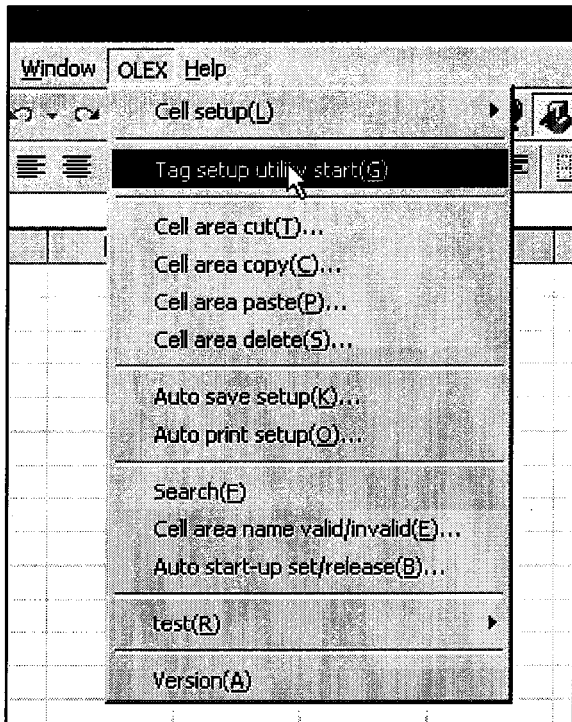 Window OLEX Help
Cell setup(L)
Tag setup utility start(G)
Cell area cut(T)...
Cell area copy(C)...
Cell area paste(P)...
Cell area delete(S)...
Auto save setup(K)...
Auto print setup(O)...
Search(F)
Cell area name valid/invalid(E)...
Auto start-up set/release(B)...
test(R)
Version(A)